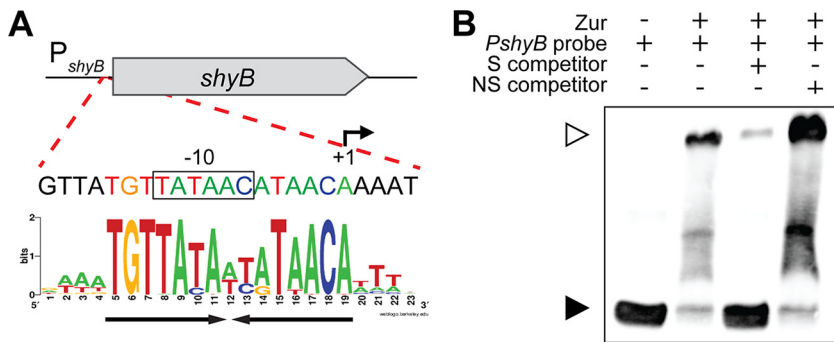 A
P shyB
shyB
-10
+1
GTTATGTTATAACATAACAAAAT
2
1
0
bits
TGTTATAATATAACAATT
1 2 3 4 5 6 7 8 9 10 11 12 13 14 15 16 17 18 19 20 21 22 23
5′ 3′
weblogo.berkeley.edu
B
Zur - + + +
PshyB probe + + + +
S competitor - - + -
NS competitor - - - +